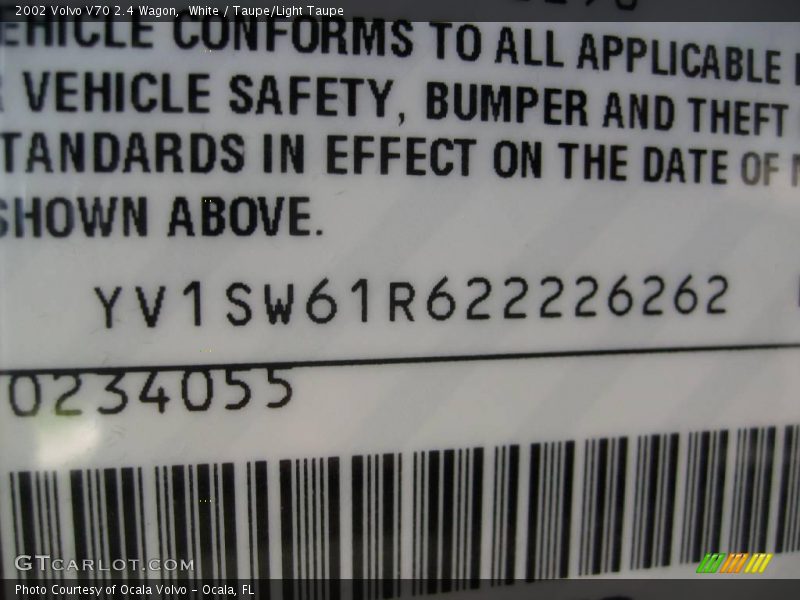 2002 Volvo V70 2.4 Wagon, White / Taupe/Light Taupe
EHICLE CONFORMS TO ALL APPLICABLE
VEHICLE SAFETY, BUMPER AND THEFT
TANDARDS IN EFFECT ON THE DATE OF
SHOWN ABOVE.
YV1SW61R622226262
0234055
GTCARLOT.COM
Photo Courtesy of Ocala Volvo - Ocala, FL